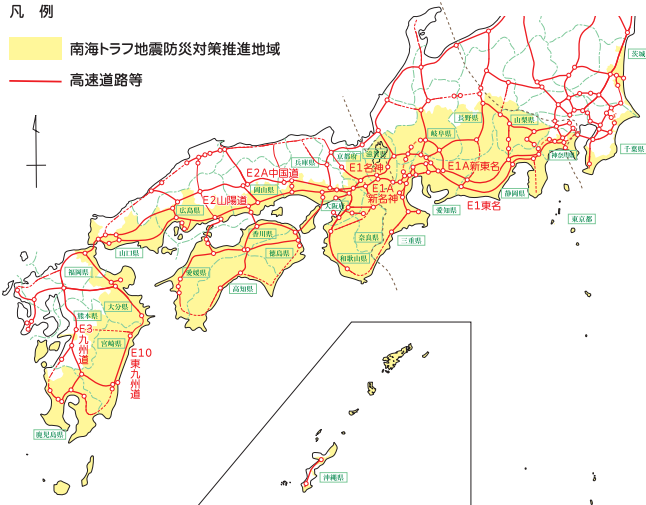 凡 例
南海トラフ地震防災対策推進地域
高速道路等
茨城
長野県
山梨県
岐阜県
千葉県
神奈川県
京都府
滋賀県
兵庫県
E1名神
E1A新東名
E2A中国道
岡山県
E1A
新名神
静岡県
E2山陽道
広島県
大阪府
愛知県
E1東名
東京都
香川県
奈良県
三重県
山口県
徳島県
和歌山県
福岡県
愛媛県
高知県
大分県
熊本県
E3
九州道
宮崎県
E10
東九州道
鹿児島県
沖縄県